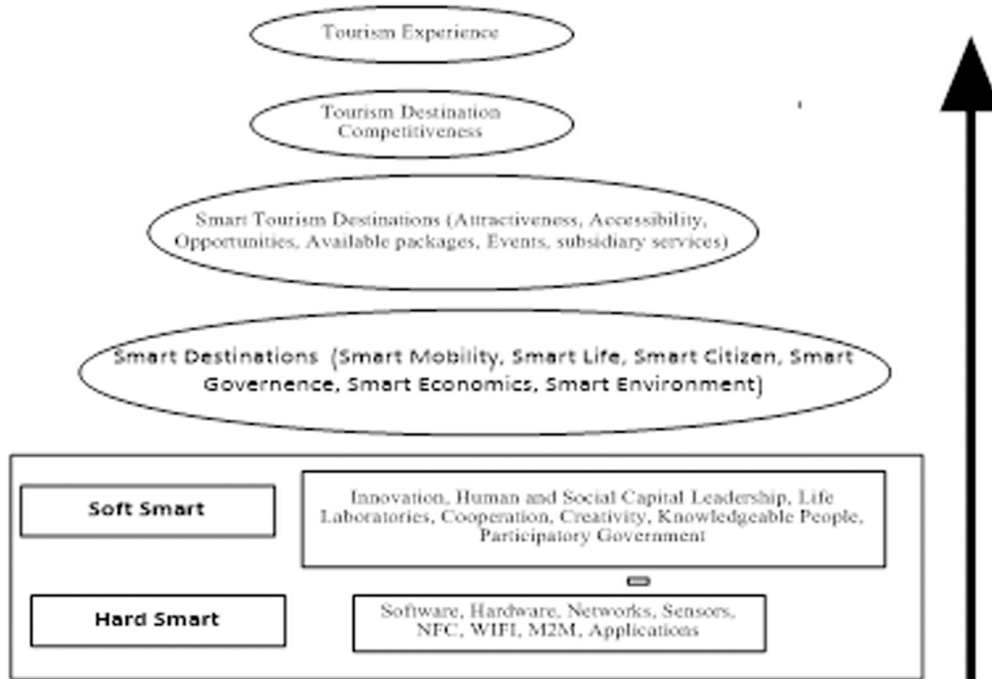 Tourism Experience
Tourism Destination
Competitiveness
Smart Tourism Destinations (Attractiveness, Accessibility,
Opportunities, Available packages, Events, subsidiary services)
Smart Destinations (Smart Mobility, Smart Life, Smart Citizen, Smart
Governence, Smart Economics, Smart Environment)
Soft Smart
Innovation, Human and Social Capital Leadership, Life
Laboratories, Cooperation, Creativity, Knowledgeable People,
Participatory Government
Hard Smart
Software, Hardware, Networks, Sensors,
NFC, WIFI, M2M, Applications